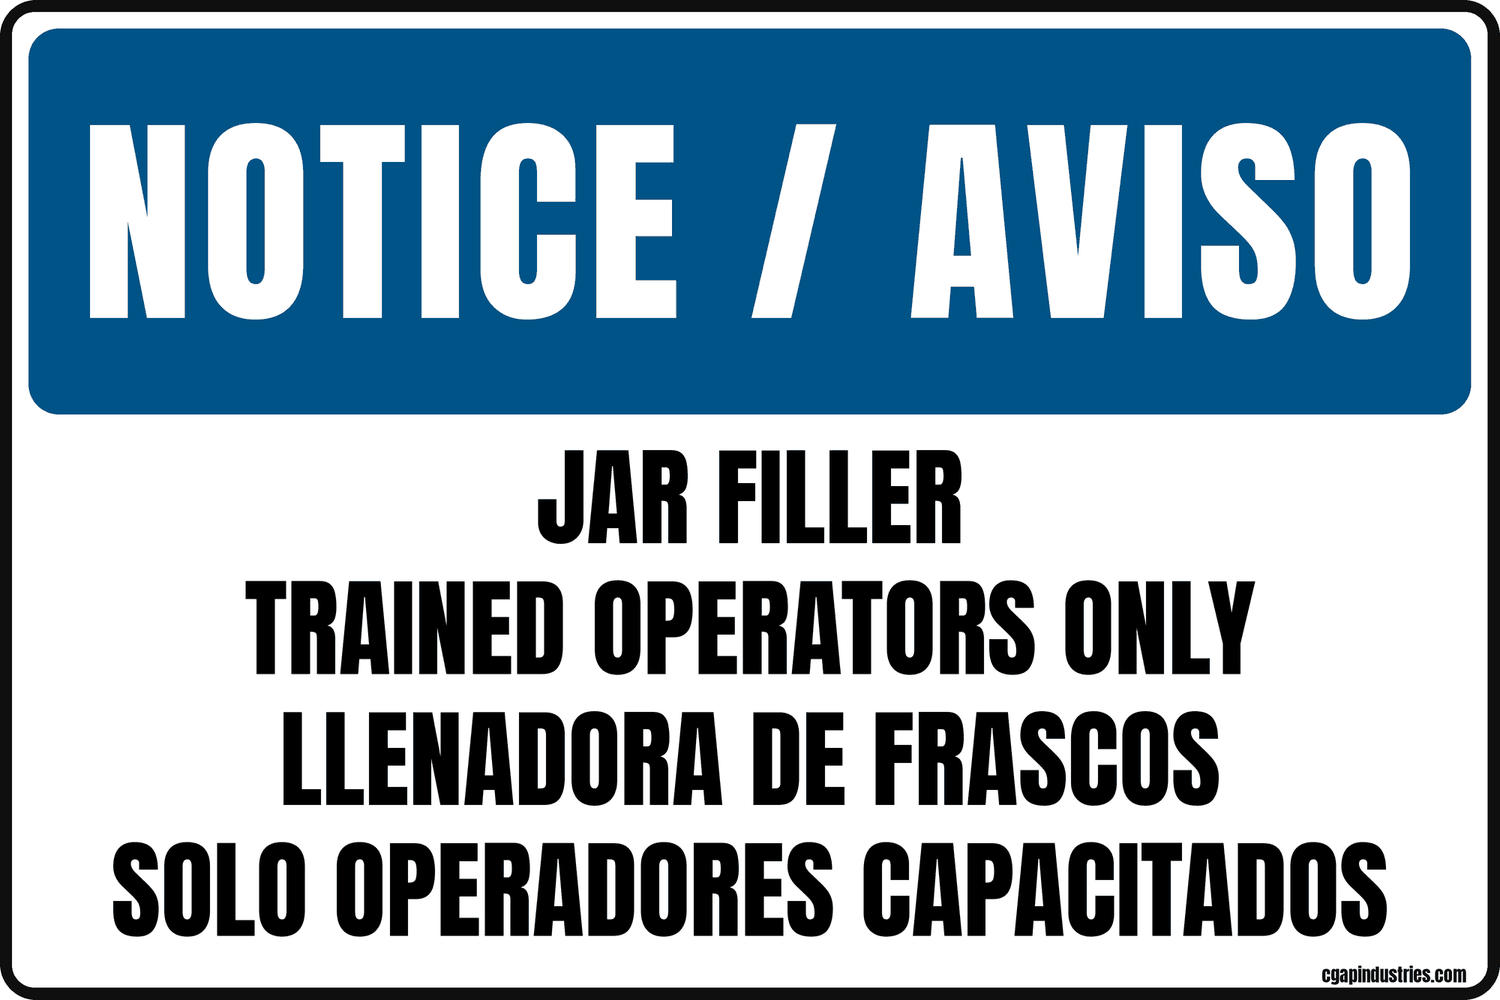 NOTICE / AVISO
JAR FILLER
TRAINED OPERATORS ONLY
LLENADORA DE FRASCOS
SOLO OPERADORES CAPACITADOS
cgapindustries.com